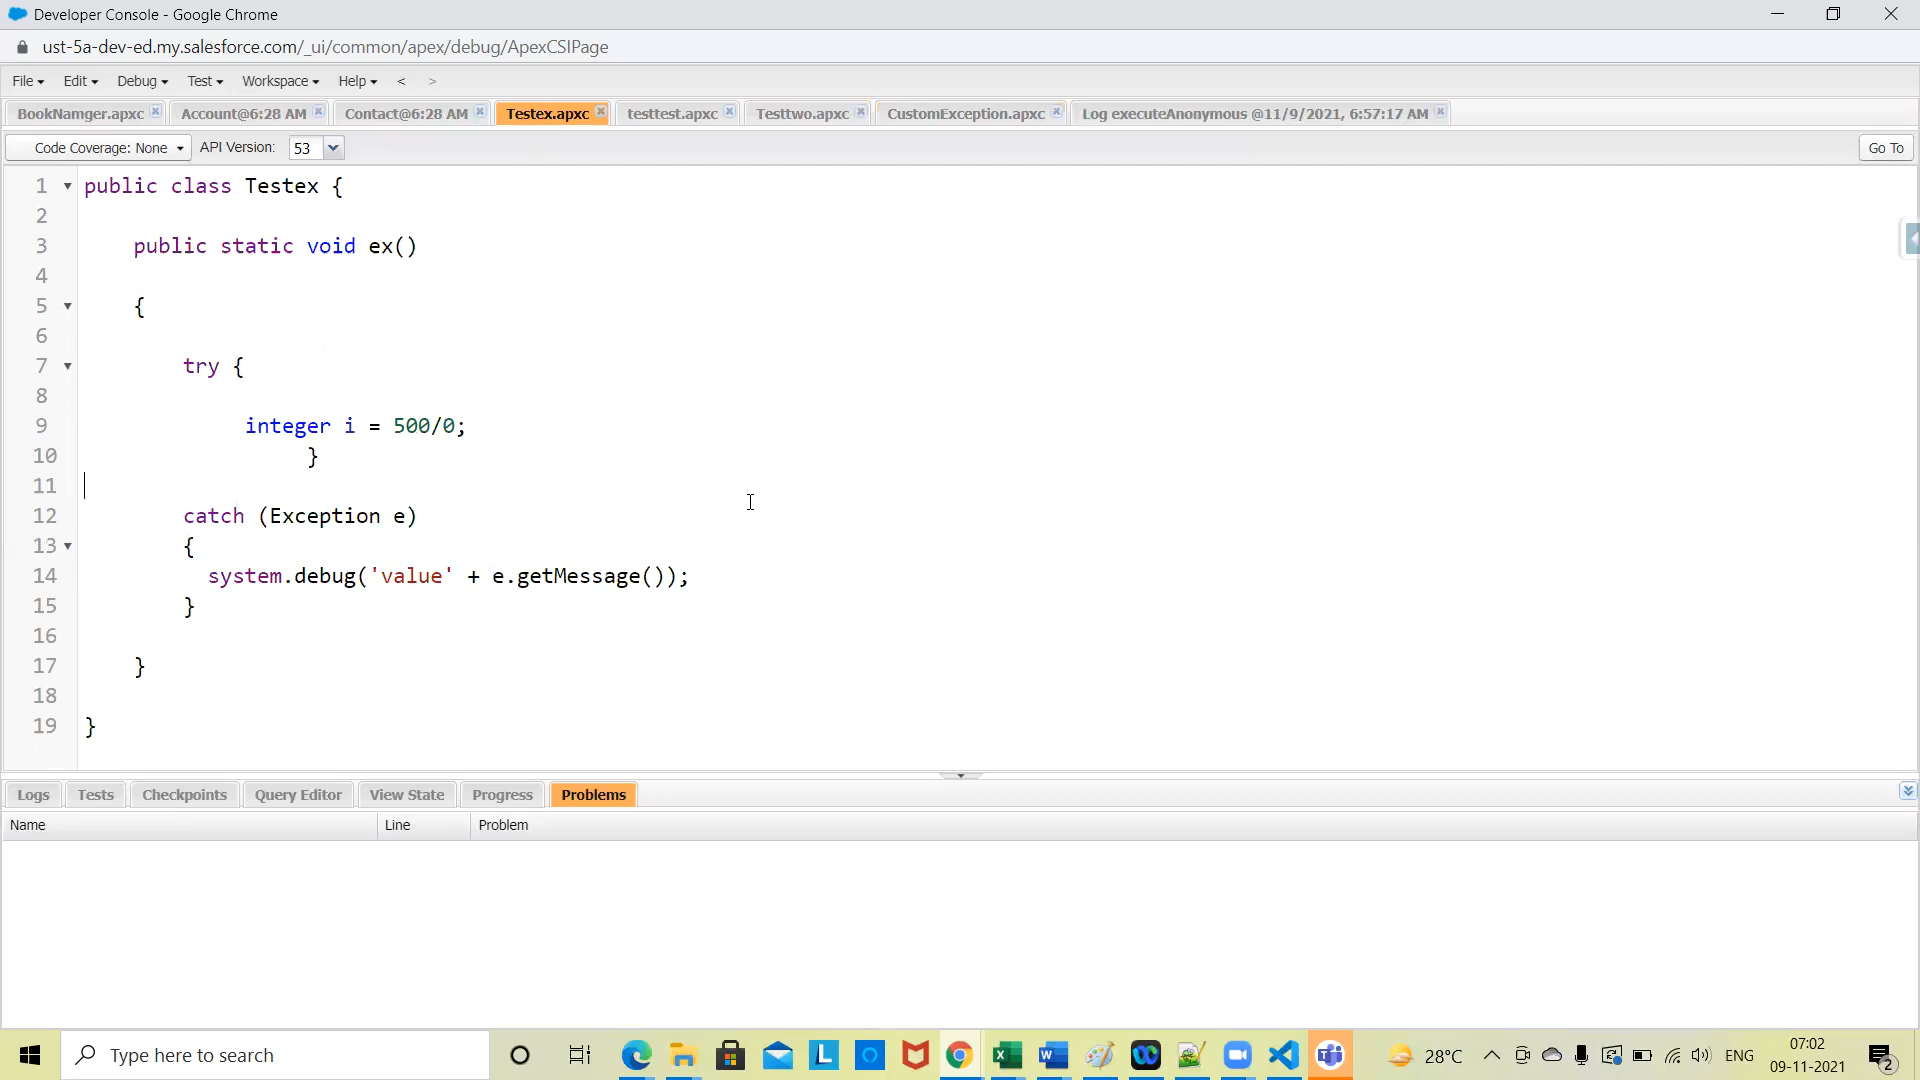 Developer Console - Google Chrome
ust-5a-dev-ed.my.salesforce.com/_ui/common/apex/debug/ApexCSIPage
File Edit Debug Test Workspace Help < >
BookNamger.apxc Account@6:28 AM Contact@6:28 AM Testex.apxc testtest.apxc Testtwo.apxc CustomException.apxc Log executeAnonymous @11/9/2021, 6:57:17 AM
Code Coverage: None API Version: 53 Go To
1 public class Testex {
2
3 public static void ex()
4
5 {
6
7 try {
8
9 integer i = 500/0;
10 }
11
12 catch (Exception e)
13 {
14 system.debug('value' + e.getMessage());
15 }
16
17 }
18
19 }
Logs Tests Checkpoints Query Editor View State Progress Problems
Name Line Problem
Type here to search
28°C ENG
07:02
09-11-2021
2